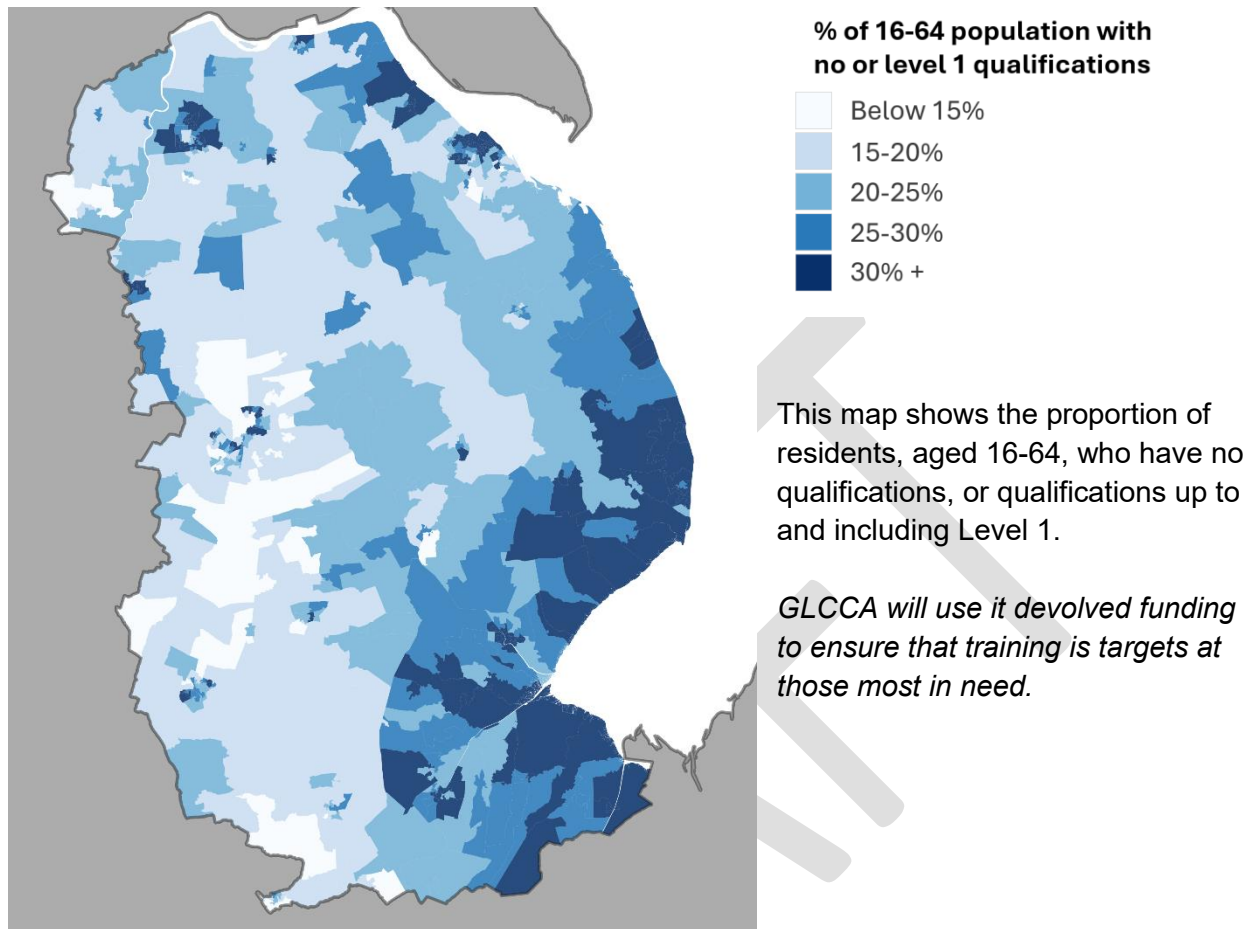 % of 16-64 population with
no or level 1 qualifications
Below 15%
15-20%
20-25%
25-30%
30% +
This map shows the proportion of
residents, aged 16-64, who have no
qualifications, or qualifications up to
and including Level 1.
GLCCA will use it devolved funding
to ensure that training is targets at
those most in need.